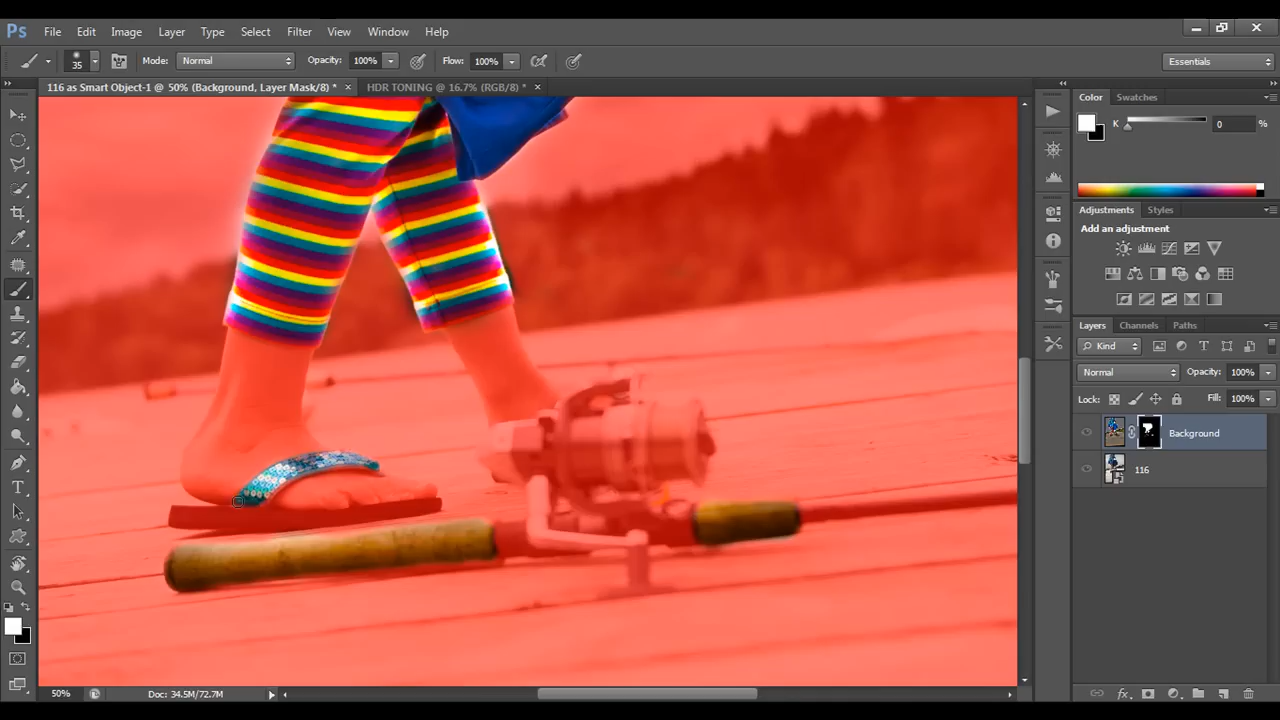 Ps File Edit Image Layer Type Select Filter View Window Help
35 Mode: Normal Opacity: 100% Flow: 100% Essentials
116 as Smart Object-1 @ 50% (Background, Layer Mask/8) * × HDR TONING @ 16.7% (RGB/8) * ×
Color Swatches
K 0 %
Adjustments Styles
Add an adjustment
Layers Channels Paths
Kind T
Normal Opacity: 100%
Lock: Fill: 100%
Background
116
T
50% Doc: 34.5M/72.7M
fx